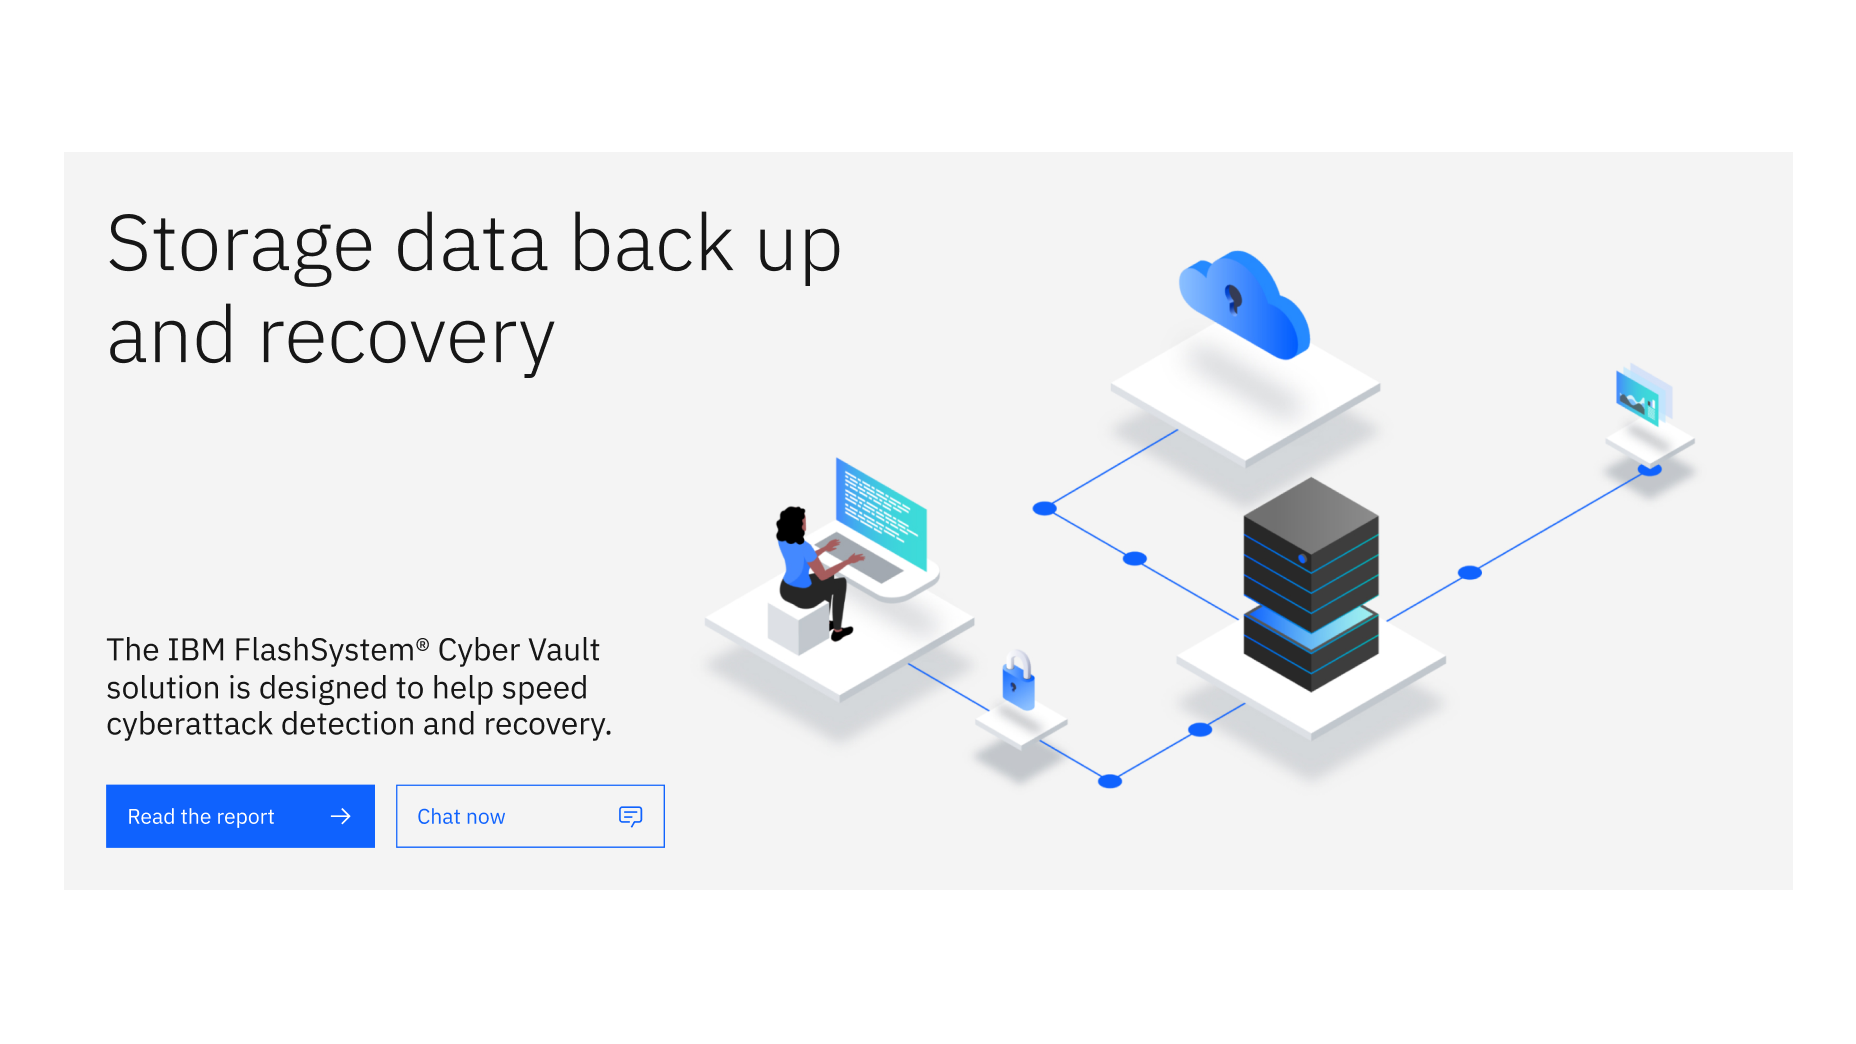 Storage data back up
and recovery
The IBM FlashSystem® Cyber Vault
solution is designed to help speed
cyberattack detection and recovery.
Read the report
Chat now